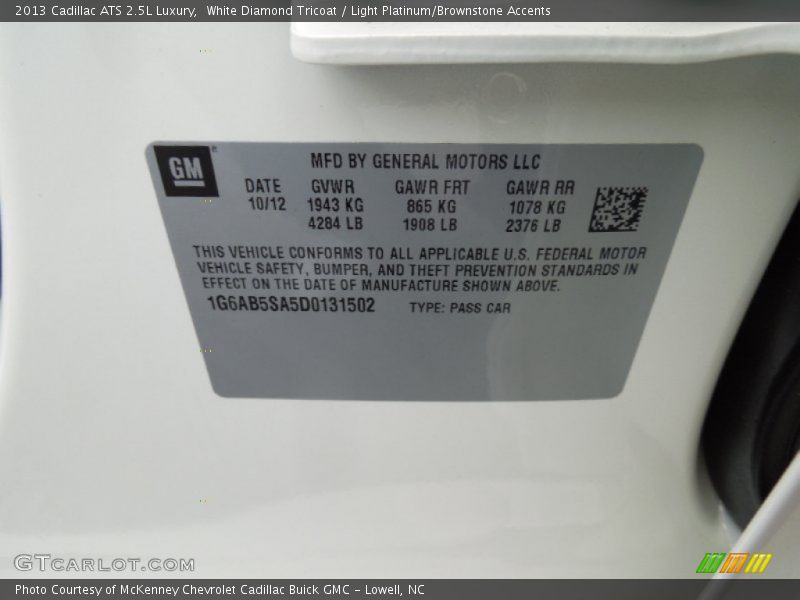 2013 Cadillac ATS 2.5L Luxury,  White Diamond Tricoat / Light Platinum/Brownstone Accents
GM
MFD BY GENERAL MOTORS LLC
DATE GVWR GAWR FRT GAWR RR
10/12 1943 KG 865 KG 1078 KG
4284 LB 1908 LB 2376 LB
THIS VEHICLE CONFORMS TO ALL APPLICABLE U.S. FEDERAL MOTOR
VEHICLE SAFETY, BUMPER, AND THEFT PREVENTION STANDARDS IN
EFFECT ON THE DATE OF MANUFACTURE SHOWN ABOVE.
1G6AB5SA5D0131502 TYPE: PASS CAR
GTCARLOT.COM
Photo Courtesy of McKenney Chevrolet Cadillac Buick GMC - Lowell, NC